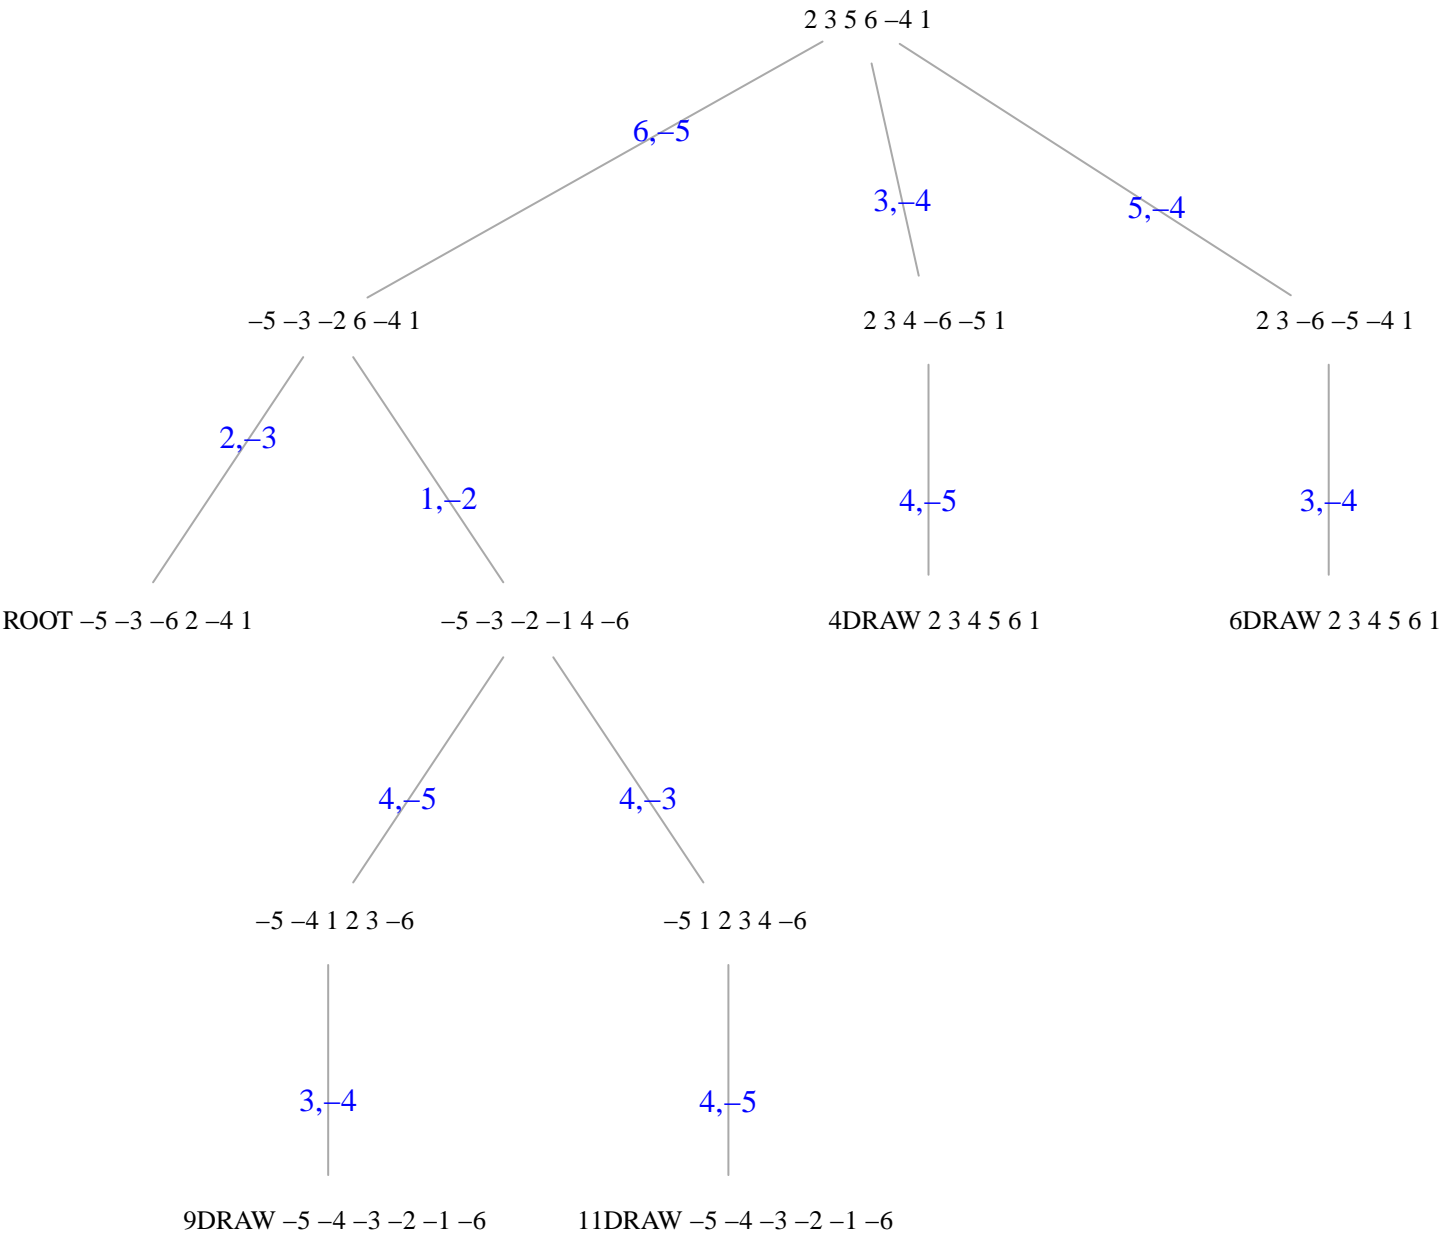 2 3 5 6 –4 1
6,–5
3,–4
5,–4
–5 –3 –2 6 –4 1
2 3 4 –6 –5 1
2 3 –6 –5 –4 1
2,–3
1,–2
4,–5
3,–4
ROOT –5 –3 –6 2 –4 1
–5 –3 –2 –1 4 –6
4DRAW 2 3 4 5 6 1
6DRAW 2 3 4 5 6 1
4,–5
4,–3
–5 –4 1 2 3 –6
–5 1 2 3 4 –6
3,–4
4,–5
9DRAW –5 –4 –3 –2 –1 –6
11DRAW –5 –4 –3 –2 –1 –6